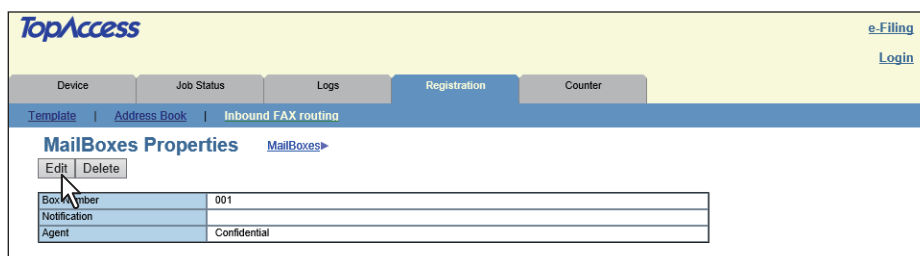 TopAccess
e-Filing
Login
Device Job Status Logs Registration Counter
Template | Address Book | Inbound FAX routing
MailBoxes Properties MailBoxes▶
Edit Delete
Box Number 001
Notification
Agent Confidential